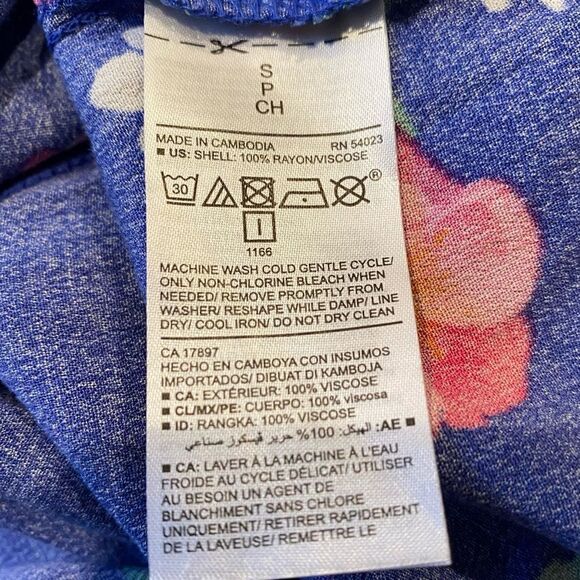 S
P
CH
MADE IN CAMBODIA RN 54023
■ US: SHELL: 100% RAYON/VISCOSE
30
®
1166
MACHINE WASH COLD GENTLE CYCLE/
ONLY NON-CHLORINE BLEACH WHEN
NEEDED/ REMOVE PROMPTLY FROM
WASHER/ RESHAPE WHILE DAMP/ LINE
DRY/ COOL IRON/ DO NOT DRY CLEAN
CA 17897
HECHO EN CAMBOYA CON INSUMOS
IMPORTADOS/ DIBUAT DI KAMBOJA
■ CA: EXTÉRIEUR: 100% VISCOSE
■ CL/MX/PE: CUERPO: 100% viscosa
■ ID: RANGKA: 100% VISCOSE
■ AE: الهيكل: 100% حرير فيسكوز صناعي
■ CA: LAVER À LA MACHINE À L'EAU
FROIDE AU CYCLE DÉLICAT/ UTILISER
AU BESOIN UN AGENT DE
BLANCHIMENT SANS CHLORE
UNIQUEMENT/ RETIRER RAPIDEMENT
DE LA LAVEUSE/ REMETTRE LE